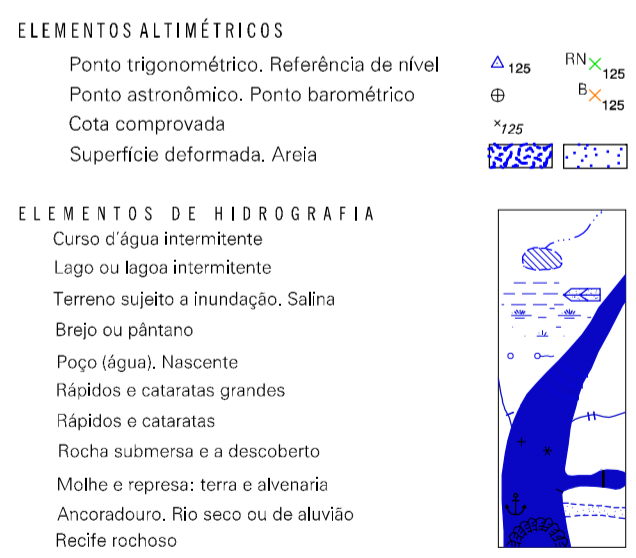 ELEMENTOS ALTIMÉTRICOS
Ponto trigonométrico. Referência de nível △ 125 RN × 125
Ponto astronômico. Ponto barométrico ⊕ B × 125
Cota comprovada × 125
Superfície deformada. Areia
ELEMENTOS DE HIDROGRAFIA
Curso d'água intermitente
Lago ou lagoa intermitente
Terreno sujeito a inundação. Salina
Brejo ou pântano
Poço (água). Nascente
Rápidos e cataratas grandes
Rápidos e cataratas
Rocha submersa e a descoberto
Molhe e represa: terra e alvenaria
Ancoradouro. Rio seco ou de aluvião
Recife rochoso